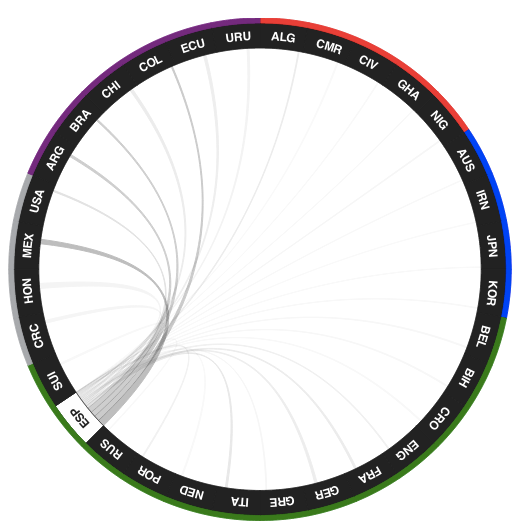 ALG
CMR
CIV
GHA
NIG
AUS
IRN
JPN
KOR
BEL
BIH
CRO
ENG
FRA
GER
GRE
ITA
NED
POR
RUS
ESP
SUI
CRC
HON
MEX
USA
ARG
BRA
CHI
COL
ECU
URU